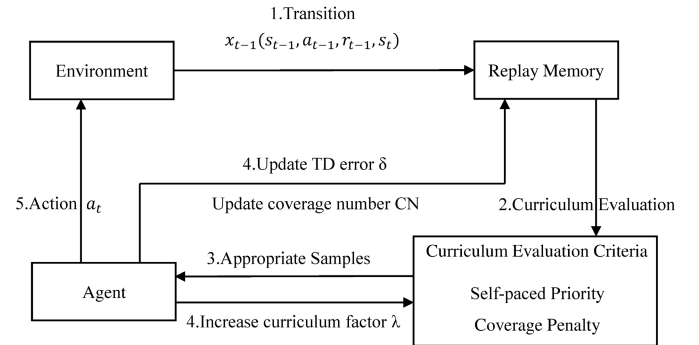 1.Transition
x_{t-1}(s_{t-1}, a_{t-1}, r_{t-1}, s_t)
Environment
Replay Memory
4.Update TD error δ
Update coverage number CN
5.Action a_t
2.Curriculum Evaluation
Curriculum Evaluation Criteria
3.Appropriate Samples
Agent
Self-paced Priority
4.Increase curriculum factor λ
Coverage Penalty